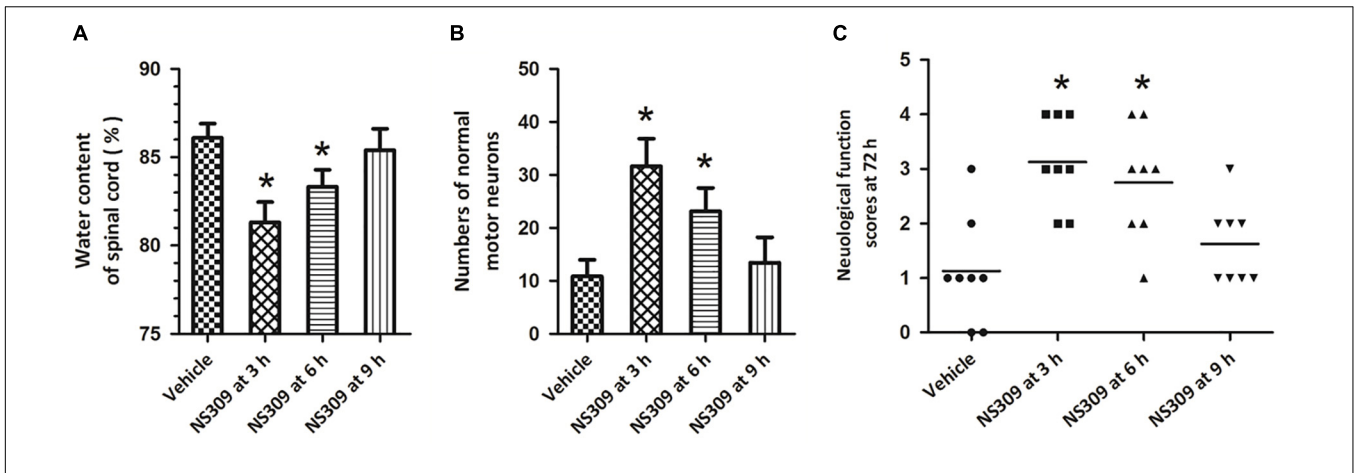 A
B
C
Water content
of spinal cord ( % )
90
85
80
75
*
*
Vehicle
NS309 at 3 h
NS309 at 6 h
NS309 at 9 h
Numbers of normal
motor neurons
50
40
30
20
10
0
*
*
Vehicle
NS309 at 3 h
NS309 at 6 h
NS309 at 9 h
Neuological function
scores at 72 h
5
4
3
2
1
0
*
*
Vehicle
NS309 at 3 h
NS309 at 6 h
NS309 at 9 h